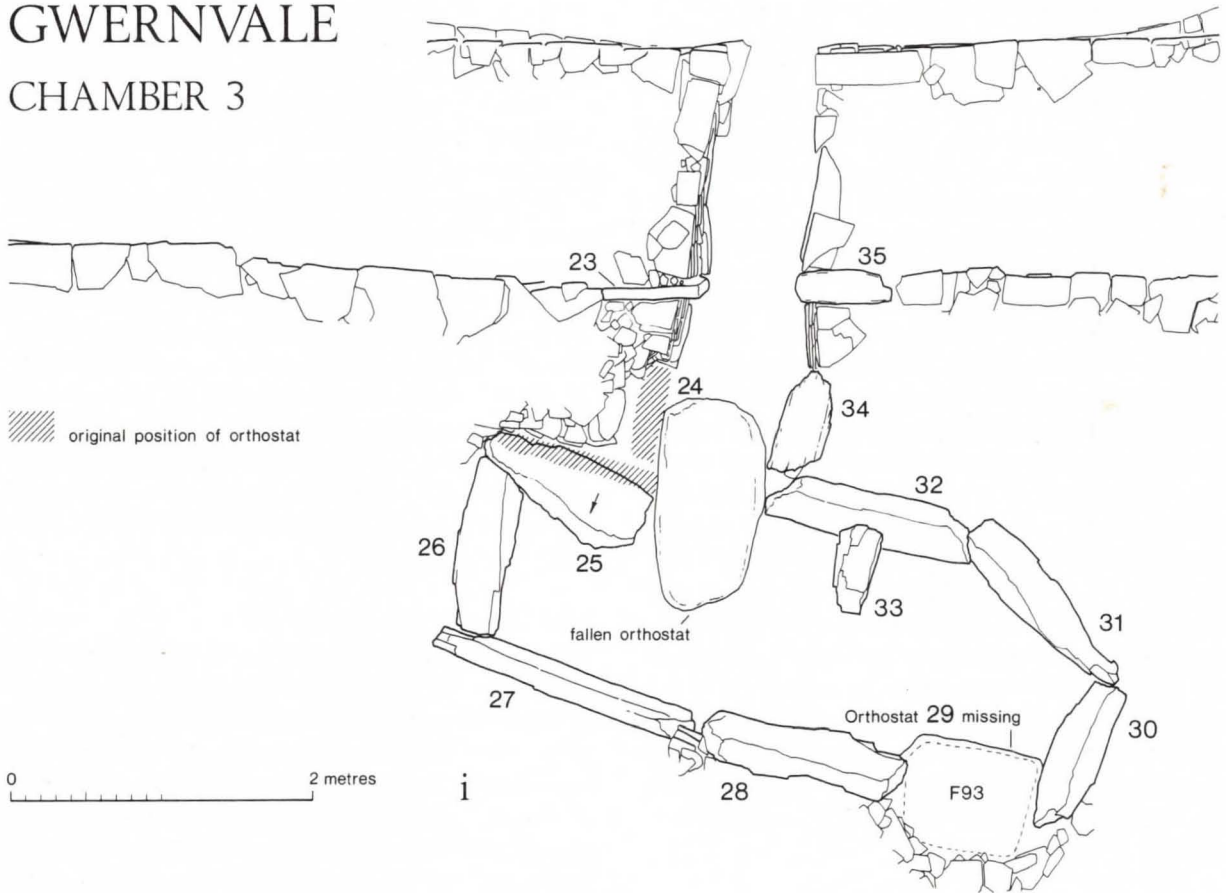 GWERNVALE
CHAMBER 3
23
35
24
34
original position of orthostat
32
26
25
33
31
fallen orthostat
27
Orthostat 29 missing
30
0 2 metres
i
28
F93